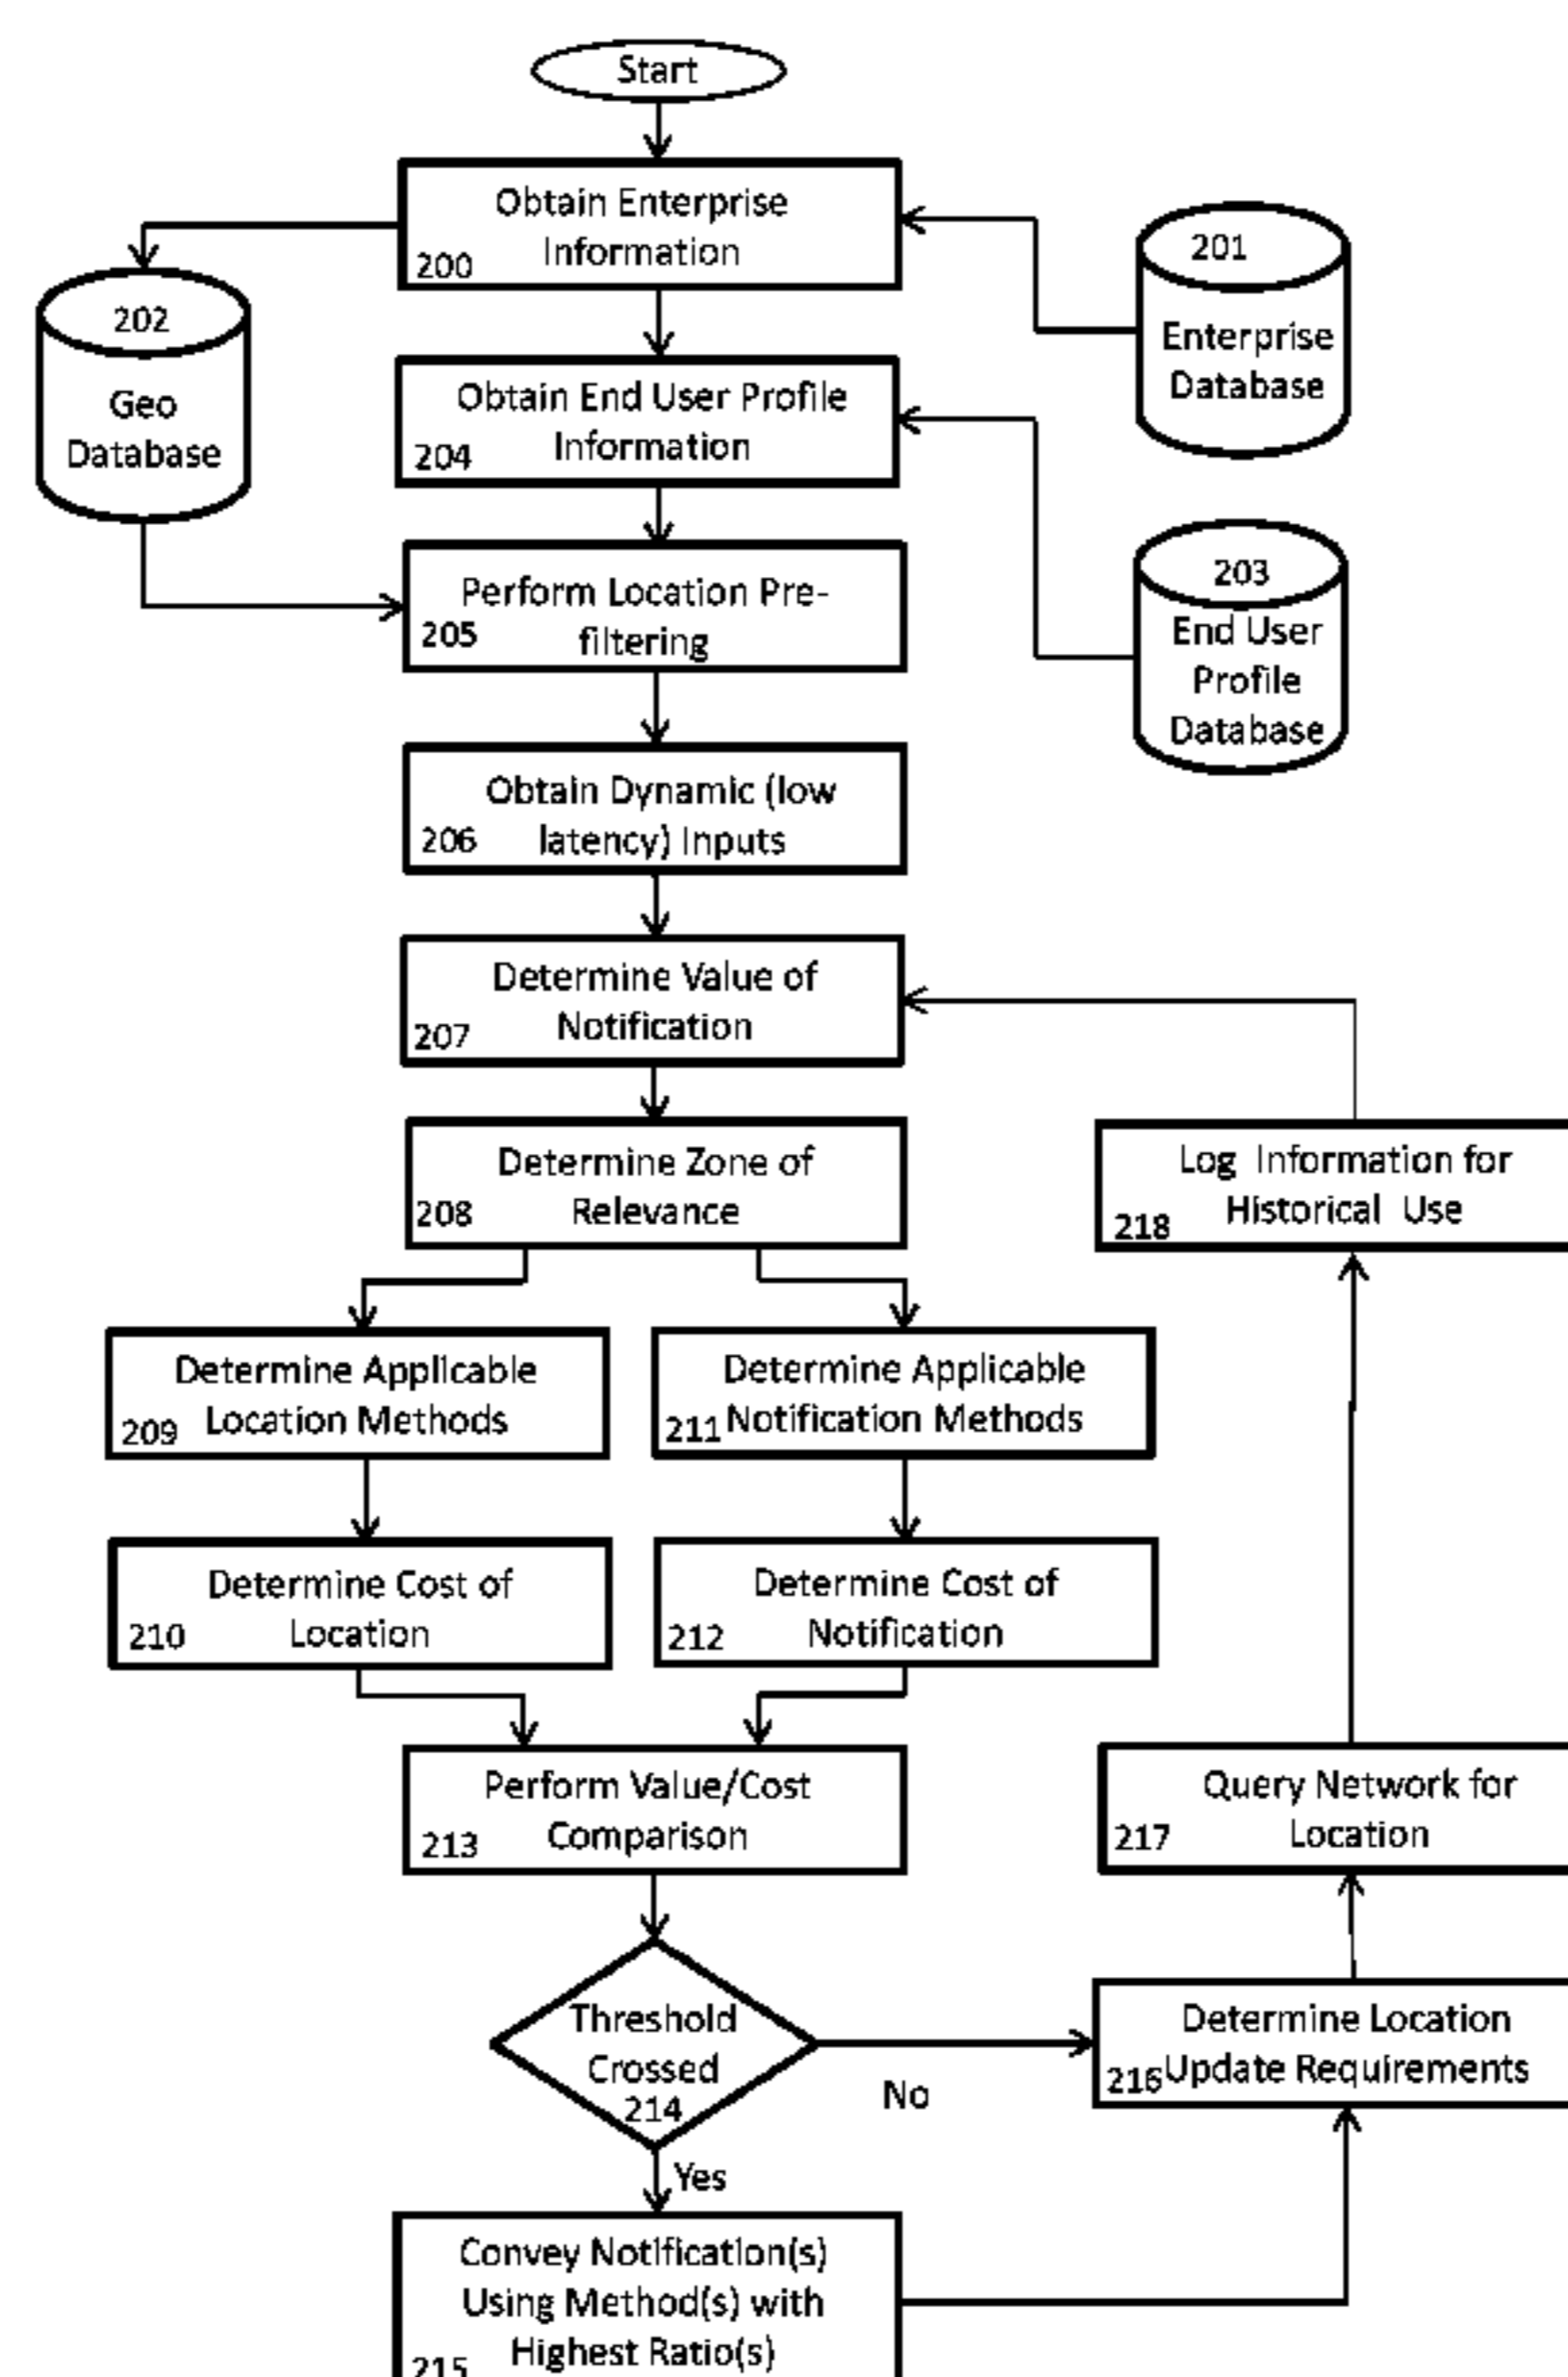 Start
Obtain Enterprise
Information
200
201
Enterprise
Database
202
Geo
Database
Obtain End User Profile
Information
204
203
End User
Profile
Database
Perform Location Pre-
filtering
205
Obtain Dynamic (low
latency) Inputs
206
Determine Value of
Notification
207
Determine Zone of
Relevance
208
Log Information for
Historical Use
218
Determine Applicable
Location Methods
209
Determine Applicable
Notification Methods
211
Determine Cost of
Location
210
Determine Cost of
Notification
212
Perform Value/Cost
Comparison
213
Query Network for
Location
217
Threshold
Crossed
214
No
Determine Location
Update Requirements
216
Yes
Convey Notification(s)
Using Method(s) with
Highest Ratio(s)
215